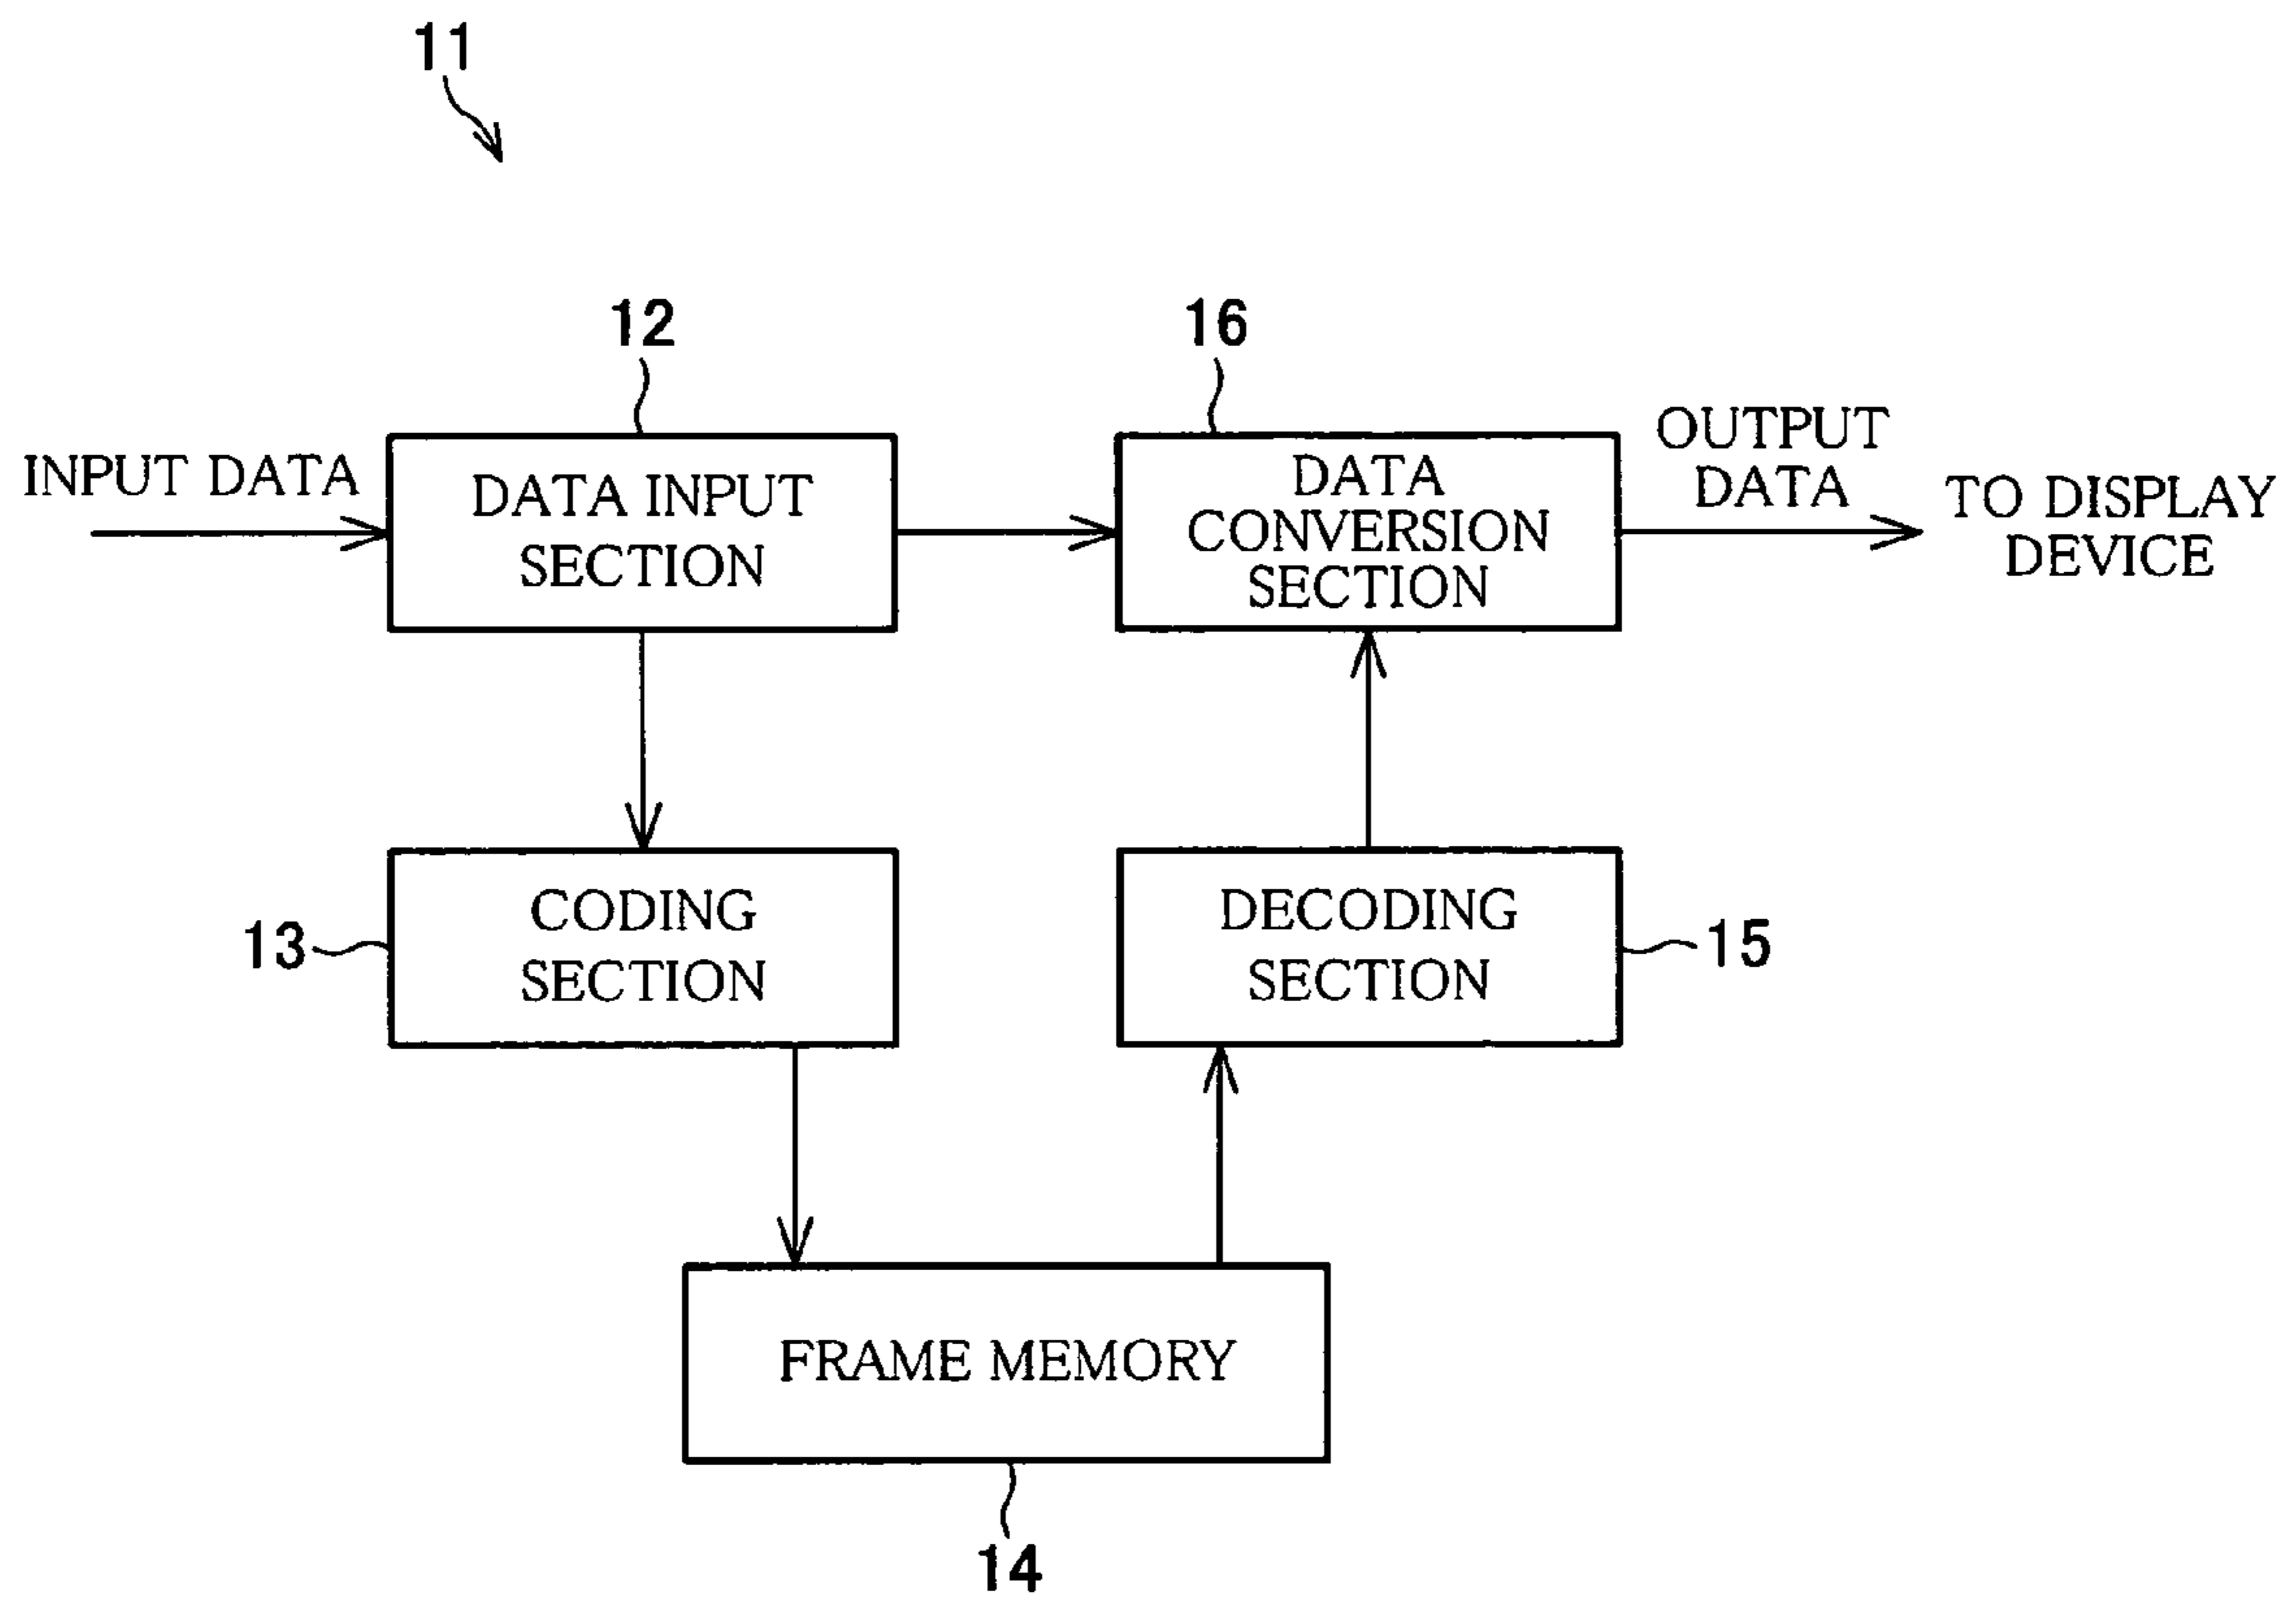 11
12
16
INPUT DATA
DATA INPUT
SECTION
DATA
CONVERSION
SECTION
OUTPUT
DATA
TO DISPLAY
DEVICE
13
CODING
SECTION
DECODING
SECTION
15
FRAME MEMORY
14